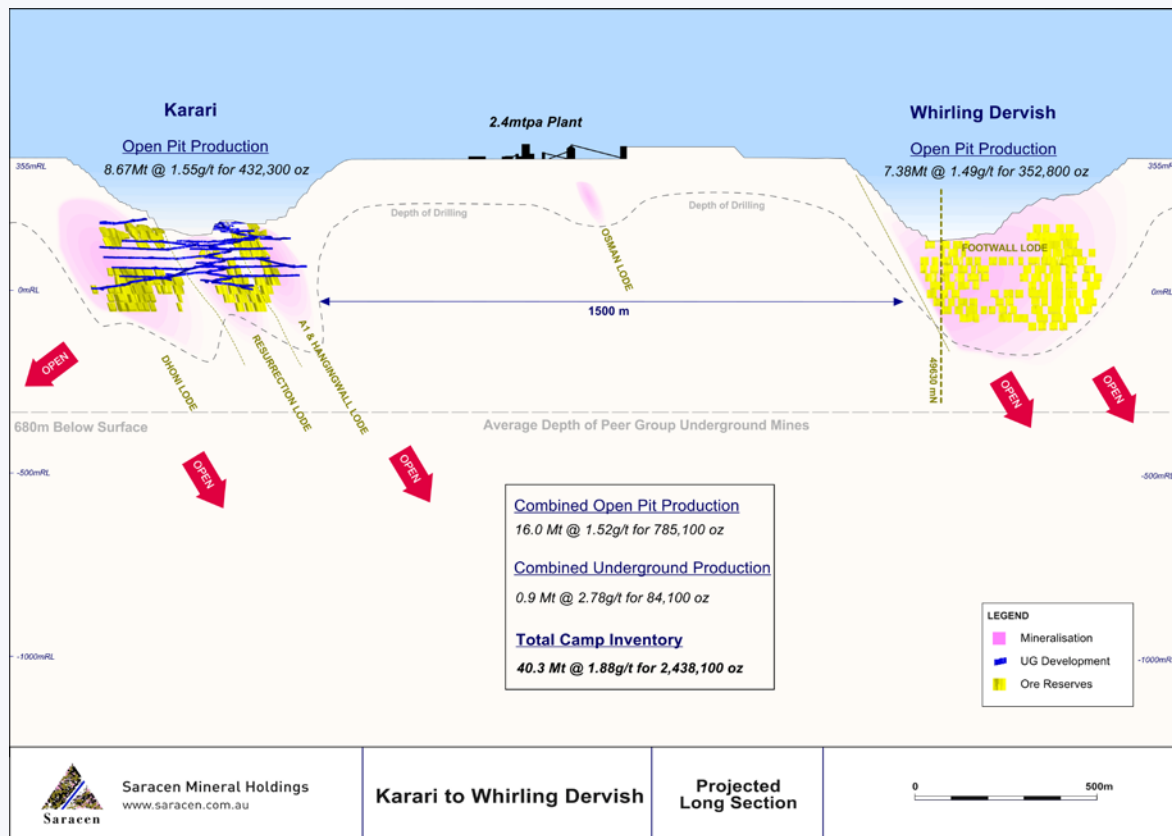 Karari
Open Pit Production
8.67Mt @ 1.55g/t for 432,300 oz
2.4mtpa Plant
Whirling Dervish
Open Pit Production
7.38Mt @ 1.49g/t for 352,800 oz
355mRL
355mRL
Depth of Drilling
Depth of Drilling
OSMAN LODE
FOOTWALL LODE
0mRL
0mRL
1500 m
OPEN
DHONI LODE
RESURRECTION LODE
A1 & HANGINGWALL LODE
49630 mN
OPEN
OPEN
680m Below Surface
Average Depth of Peer Group Underground Mines
OPEN
OPEN
-500mRL
-500mRL
Combined Open Pit Production
16.0 Mt @ 1.52g/t for 785,100 oz
Combined Underground Production
0.9 Mt @ 2.78g/t for 84,100 oz
Total Camp Inventory
40.3 Mt @ 1.88g/t for 2,438,100 oz
LEGEND
Mineralisation
UG Development
Ore Reserves
-1000mRL
-1000mRL
Saracen
Saracen Mineral Holdings
www.saracen.com.au
Karari to Whirling Dervish
Projected
Long Section
0
500m